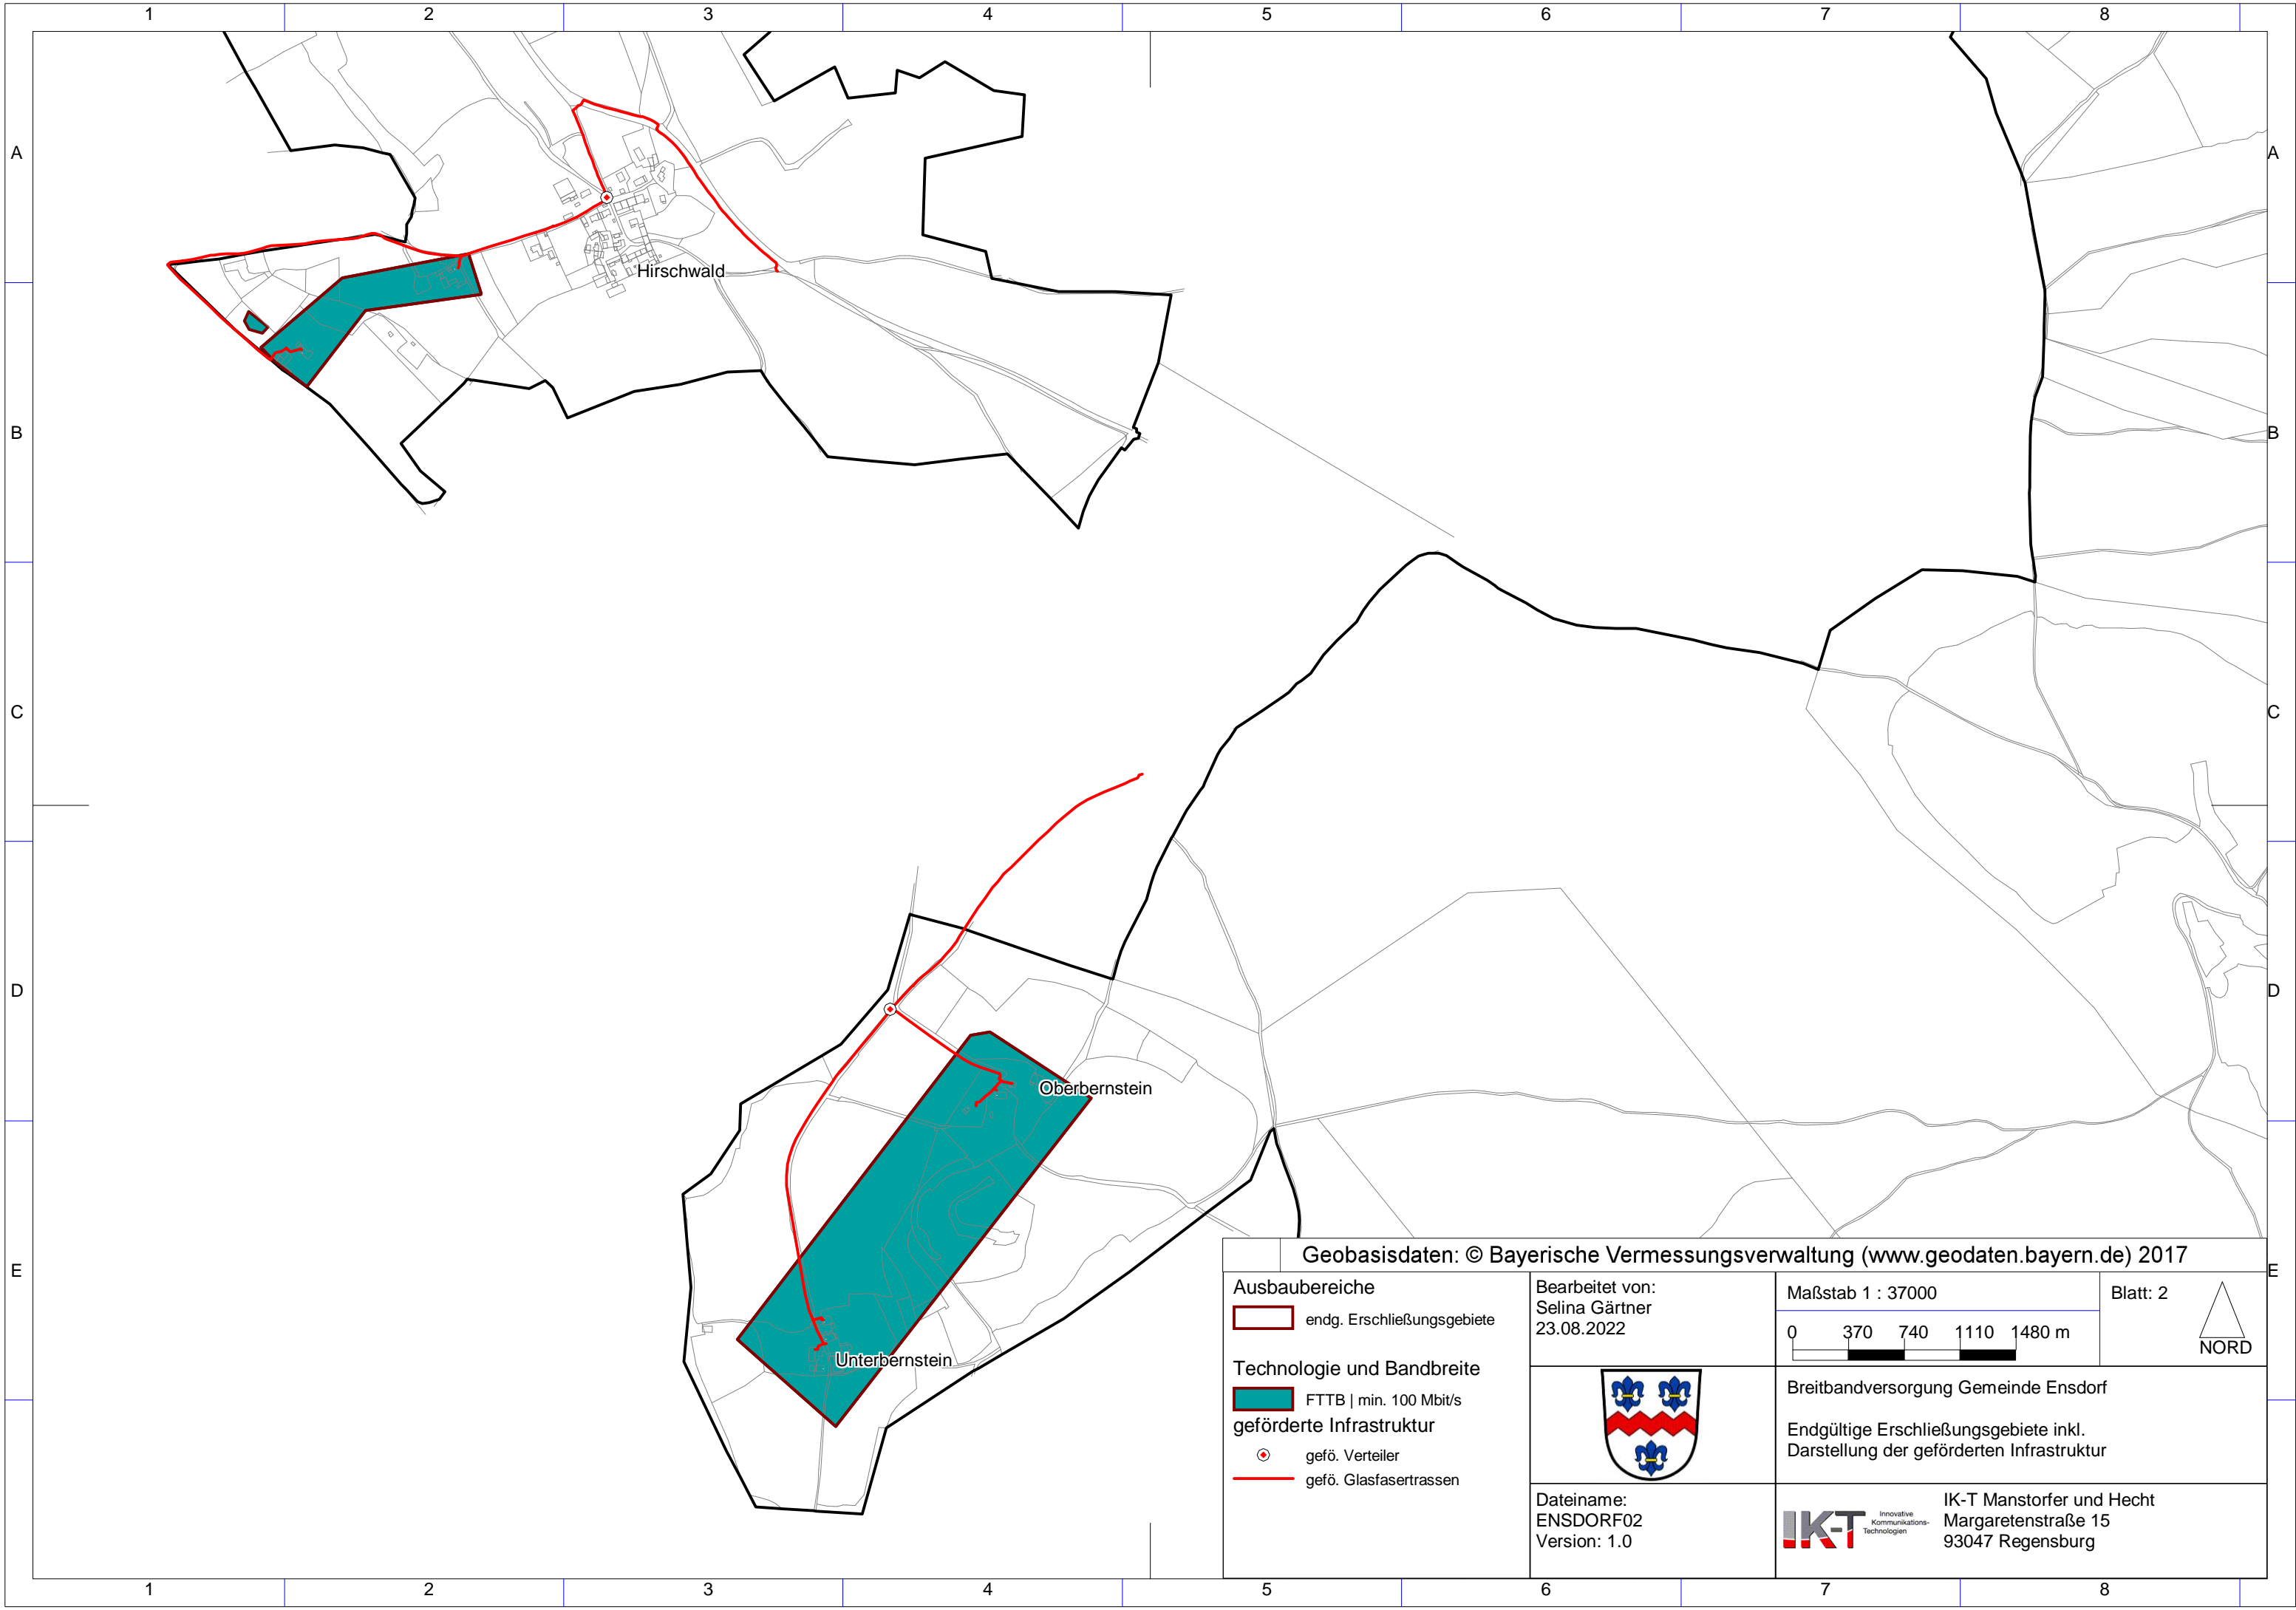 1 2 3 4 5 6 7 8
A A
Hirschwald
B B
C C
D D
Oberbernstein
E E
Unterbernstein
Geobasisdaten: © Bayerische Vermessungsverwaltung (www.geodaten.bayern.de) 2017
Ausbaubereiche
endg. Erschließungsgebiete
Technologie und Bandbreite
FTTB | min. 100 Mbit/s
geförderte Infrastruktur
gefö. Verteiler
gefö. Glasfasertrassen
Bearbeitet von:
Selina Gärtner
23.08.2022
Maßstab 1 : 37000
Blatt: 2
0 370 740 1110 1480 m
NORD
Breitbandversorgung Gemeinde Ensdorf
Endgültige Erschließungsgebiete inkl.
Darstellung der geförderten Infrastruktur
Dateiname:
ENSDORF02
Version: 1.0
IK-T
Innovative
Kommunikations-
Technologien
IK-T Manstorfer und Hecht
Margaretenstraße 15
93047 Regensburg
1 2 3 4 5 6 7 8